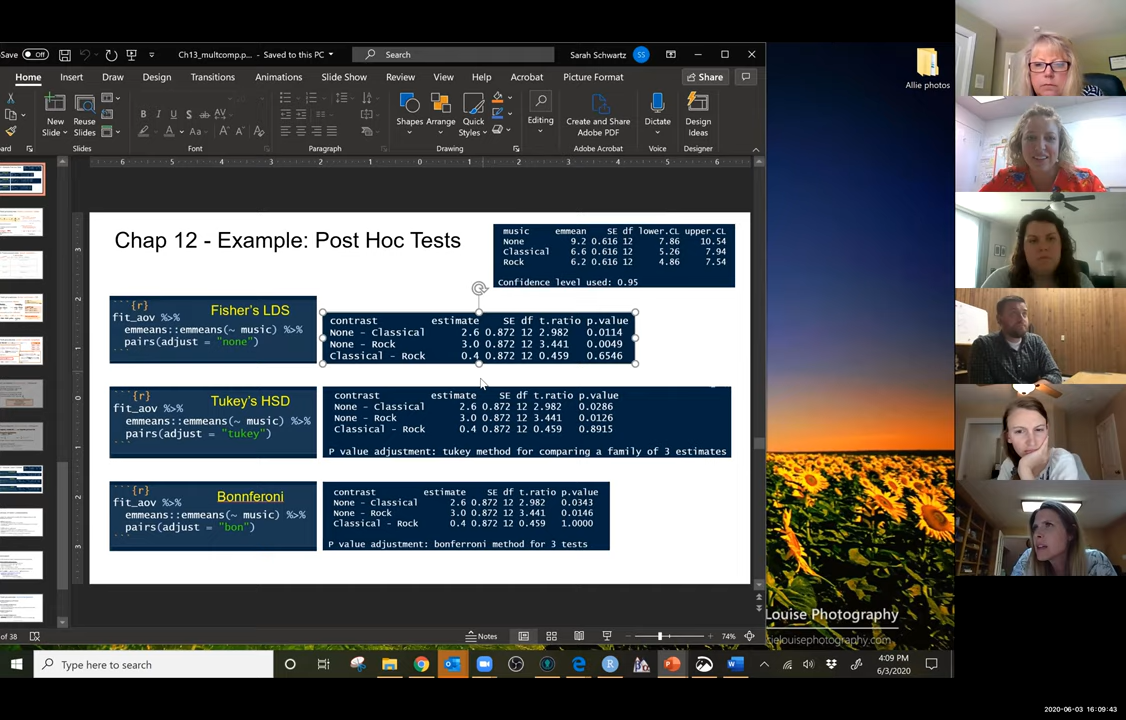 Save Off Ch13_multcomp.p... - Saved to this PC Search Sarah Schwartz SS
Home Insert Draw Design Transitions Animations Slide Show Review View Help Acrobat Picture Format Share
New Slide Reuse Slides Shapes Arrange Quick Styles Editing Create and Share Adobe PDF Dictate Design Ideas
Font Paragraph Drawing Adobe Acrobat Voice Designer
Allie photos
Chap 12 - Example: Post Hoc Tests
music emmean SE df lower.CL upper.CL
None 9.2 0.616 12 7.86 10.54
Classical 6.6 0.616 12 5.26 7.94
Rock 6.2 0.616 12 4.86 7.54
Confidence level used: 0.95
```{r}
Fisher's LDS
fit_aov %>%
emmeans::emmeans(~ music) %>%
pairs(adjust = "none")
```
contrast estimate SE df t.ratio p.value
None - Classical 2.6 0.872 12 2.982 0.0114
None - Rock 3.0 0.872 12 3.441 0.0049
Classical - Rock 0.4 0.872 12 0.459 0.6546
```{r}
Tukey's HSD
fit_aov %>%
emmeans::emmeans(~ music) %>%
pairs(adjust = "tukey")
```
contrast estimate SE df t.ratio p.value
None - Classical 2.6 0.872 12 2.982 0.0286
None - Rock 3.0 0.872 12 3.441 0.0126
Classical - Rock 0.4 0.872 12 0.459 0.8915
P value adjustment: tukey method for comparing a family of 3 estimates
```{r}
Bonnferoni
fit_aov %>%
emmeans::emmeans(~ music) %>%
pairs(adjust = "bon")
```
contrast estimate SE df t.ratio p.value
None - Classical 2.6 0.872 12 2.982 0.0343
None - Rock 3.0 0.872 12 3.441 0.0146
Classical - Rock 0.4 0.872 12 0.459 1.0000
P value adjustment: bonferroni method for 3 tests
Louise Photography
ielouisephotography.com
of 38 Notes 74%
Type here to search
4:09 PM
6/3/2020
2020-06-03 16:09:43